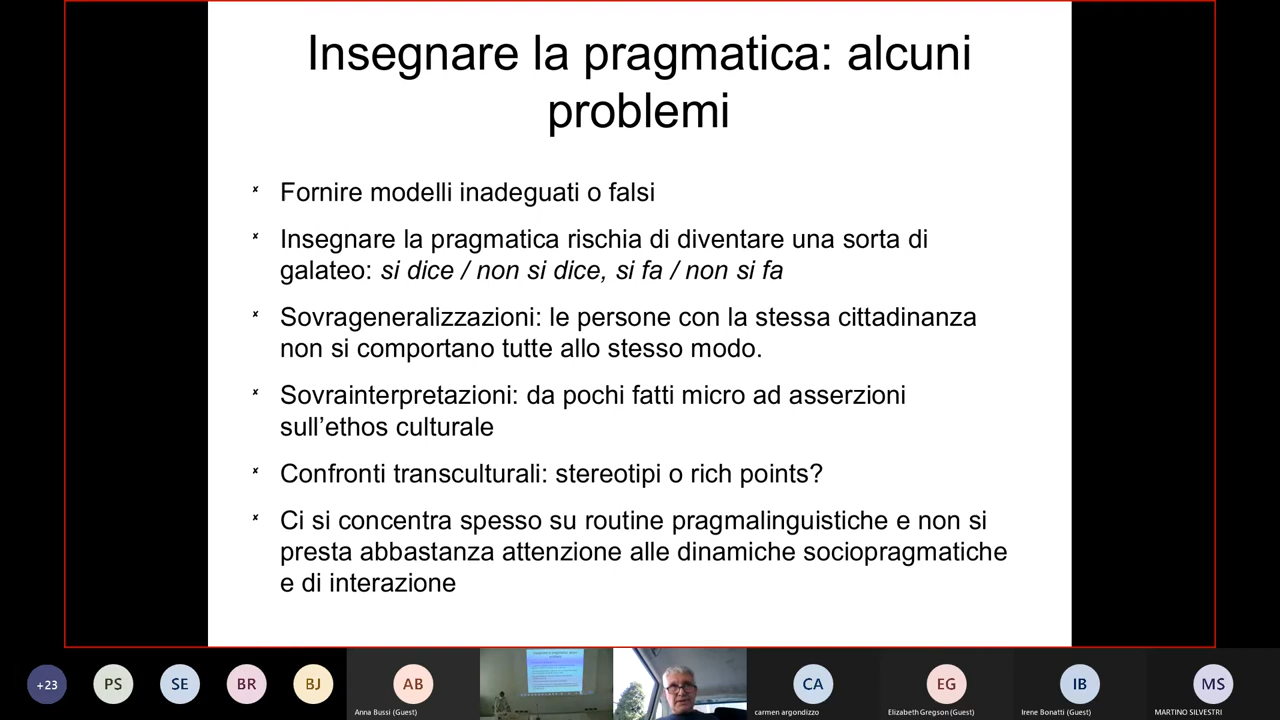 Insegnare la pragmatica: alcuni
problemi
Fornire modelli inadeguati o falsi
Insegnare la pragmatica rischia di diventare una sorta di
galateo: si dice / non si dice, si fa / non si fa
Sovrageneralizzazioni: le persone con la stessa cittadinanza
non si comportano tutte allo stesso modo.
Sovrainterpretazioni: da pochi fatti micro ad asserzioni
sull'ethos culturale
Confronti transculturali: stereotipi o rich points?
Ci si concentra spesso su routine pragmalinguistiche e non si
presta abbastanza attenzione alle dinamiche sociopragmatiche
e di interazione
+23 PS SE BR BJ AB CA EG IB MS
Anna Bussi (Guest) carmen argondizzo Elizabeth Gregson (Guest) Irene Bonatti (Guest) MARTINO SILVESTRI